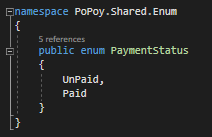 namespace PoPoy.Shared.Enum
{
5 references
public enum PaymentStatus
{
UnPaid,
Paid
}
}